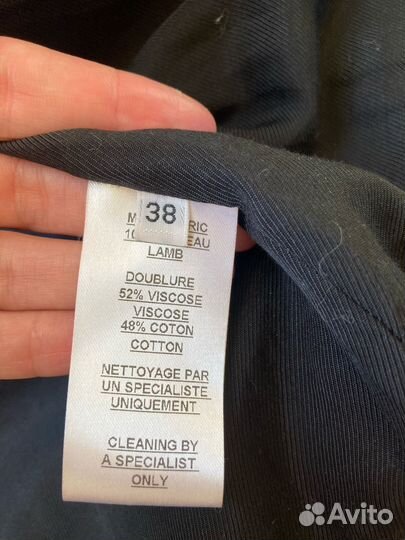 38
LAMB
DOUBLURE
52% VISCOSE
VISCOSE
48% COTON
COTTON
NETTOYAGE PAR
UN SPECIALISTE
UNIQUEMENT
CLEANING BY
A SPECIALIST
ONLY
Avito